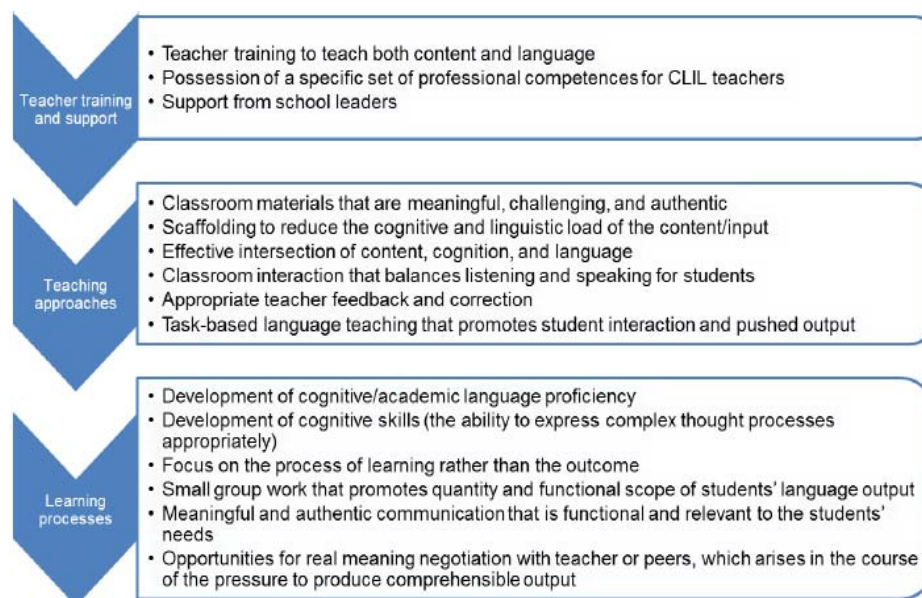 Teacher training
and support
• Teacher training to teach both content and language
• Possession of a specific set of professional competences for CLIL teachers
• Support from school leaders
Teaching
approaches
• Classroom materials that are meaningful, challenging, and authentic
• Scaffolding to reduce the cognitive and linguistic load of the content/input
• Effective intersection of content, cognition, and language
• Classroom interaction that balances listening and speaking for students
• Appropriate teacher feedback and correction
• Task-based language teaching that promotes student interaction and pushed output
Learning
processes
• Development of cognitive/academic language proficiency
• Development of cognitive skills (the ability to express complex thought processes
appropriately)
• Focus on the process of learning rather than the outcome
• Small group work that promotes quantity and functional scope of students' language output
• Meaningful and authentic communication that is functional and relevant to the students'
needs
• Opportunities for real meaning negotiation with teacher or peers, which arises in the course
of the pressure to produce comprehensible output